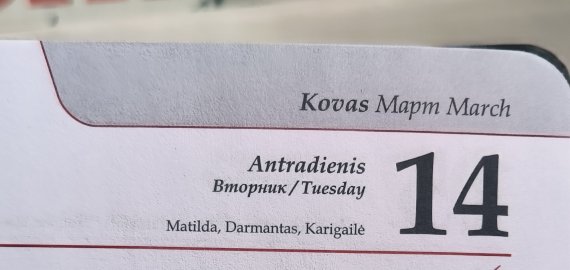 Kovas Март March
Antradienis
Вторник / Tuesday
14
Matilda, Darmantas, Karigailė